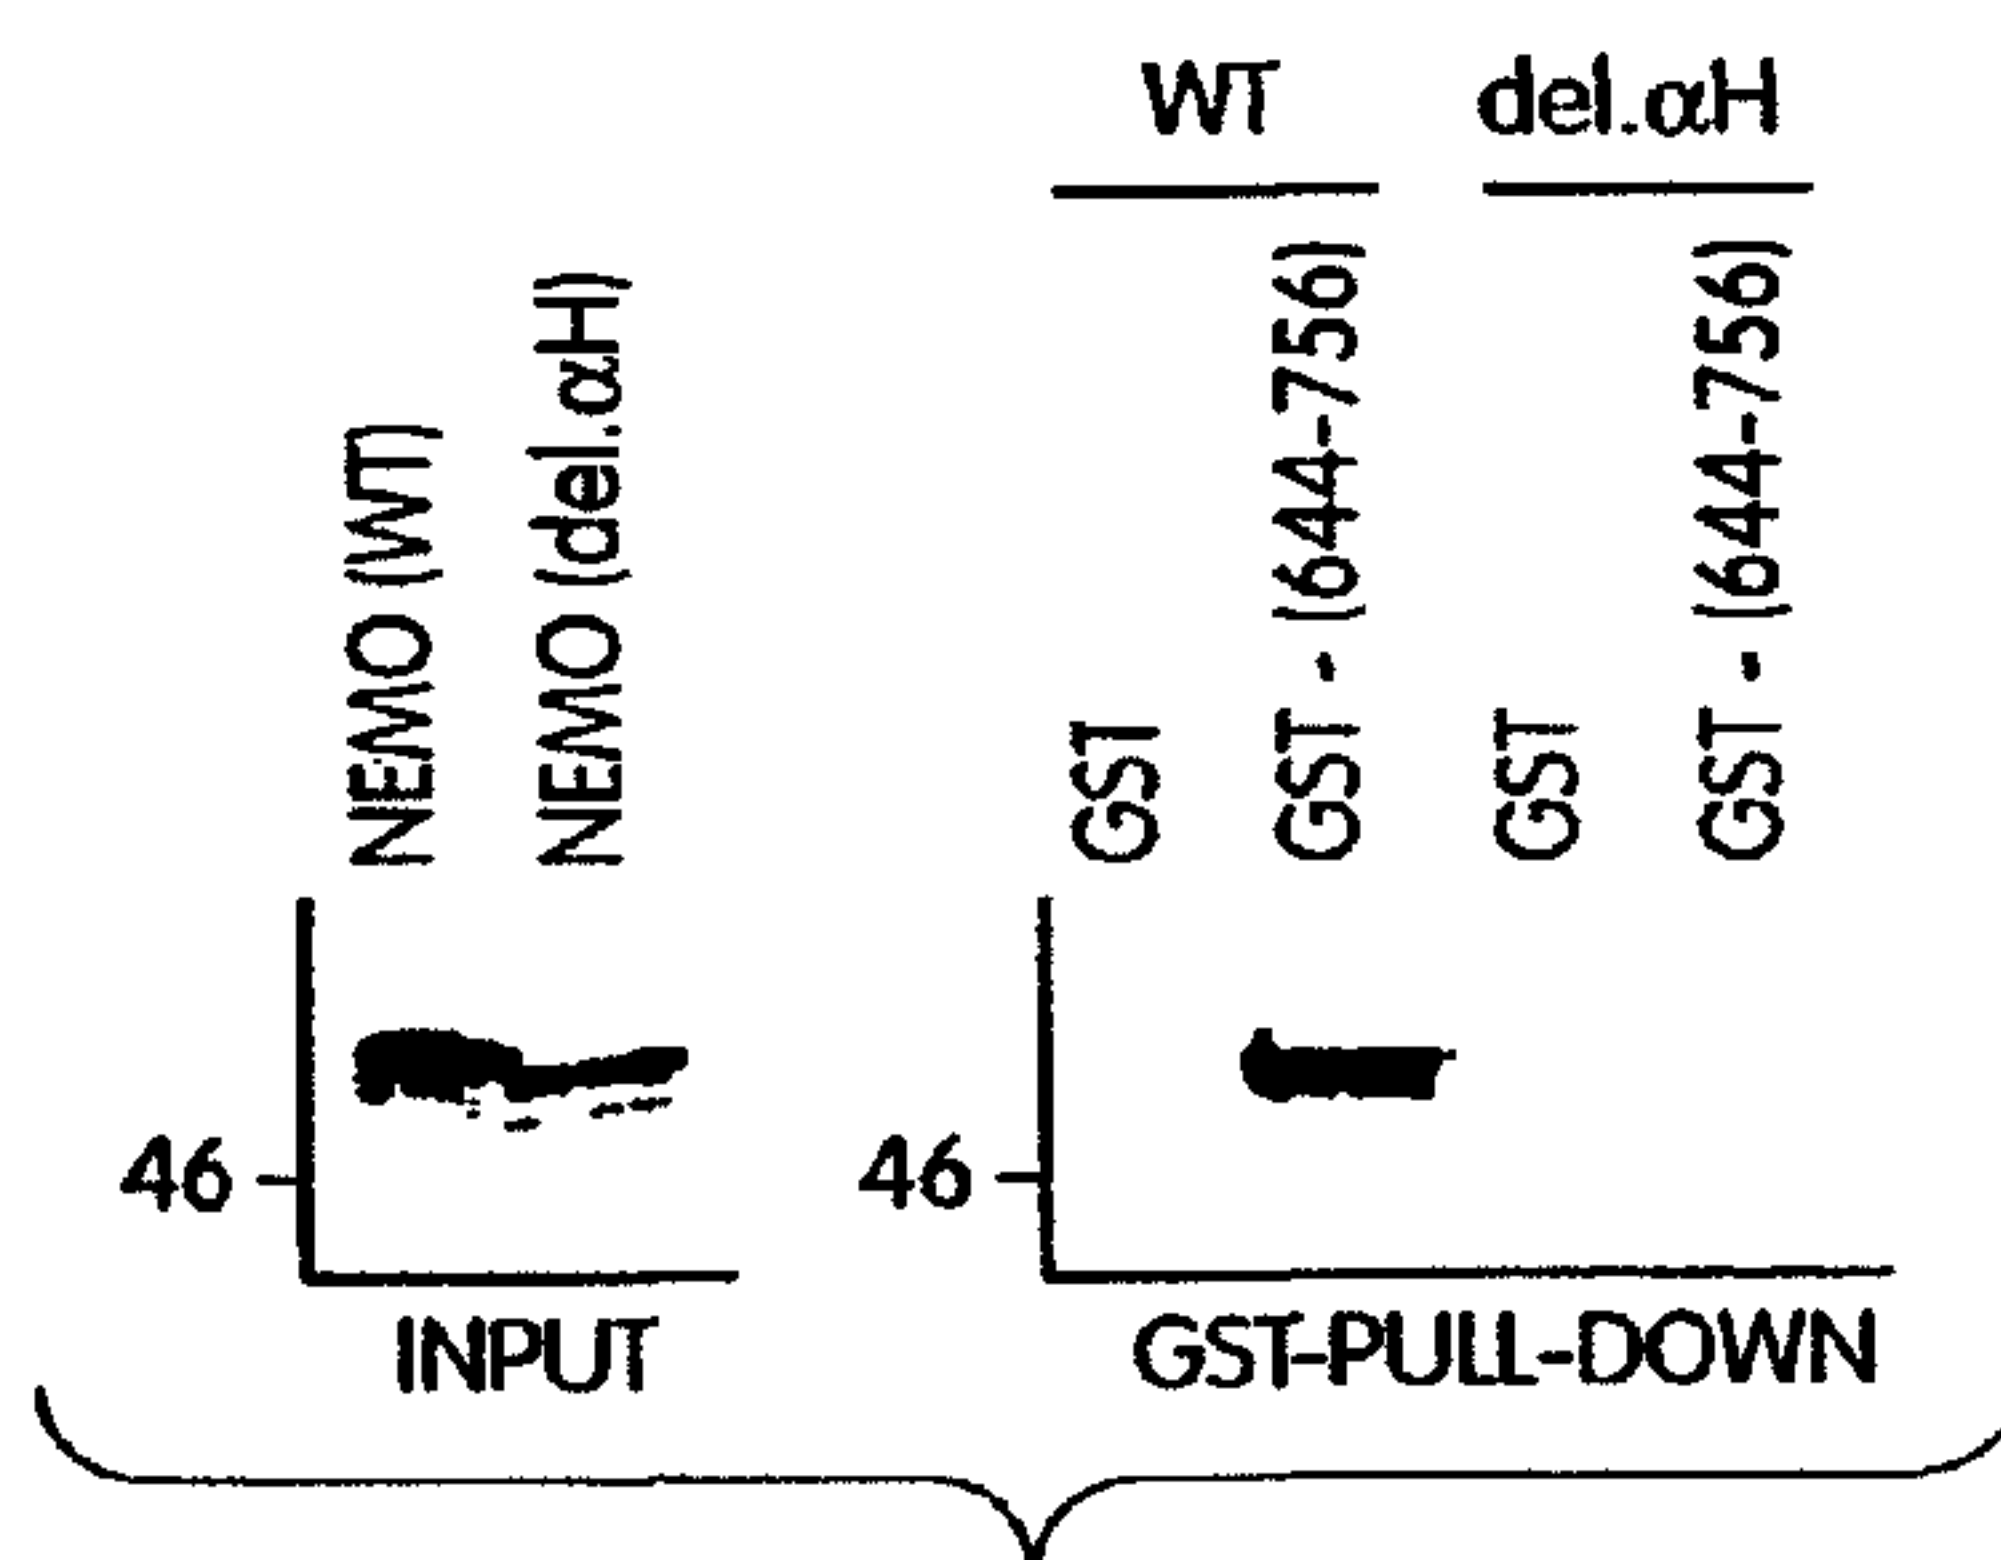 WT del.αH
NEMO (WT)
NEMO (del.αH)
GST
GST - (644-756)
GST
GST - (644-756)
46
46
INPUT
GST-PULL-DOWN